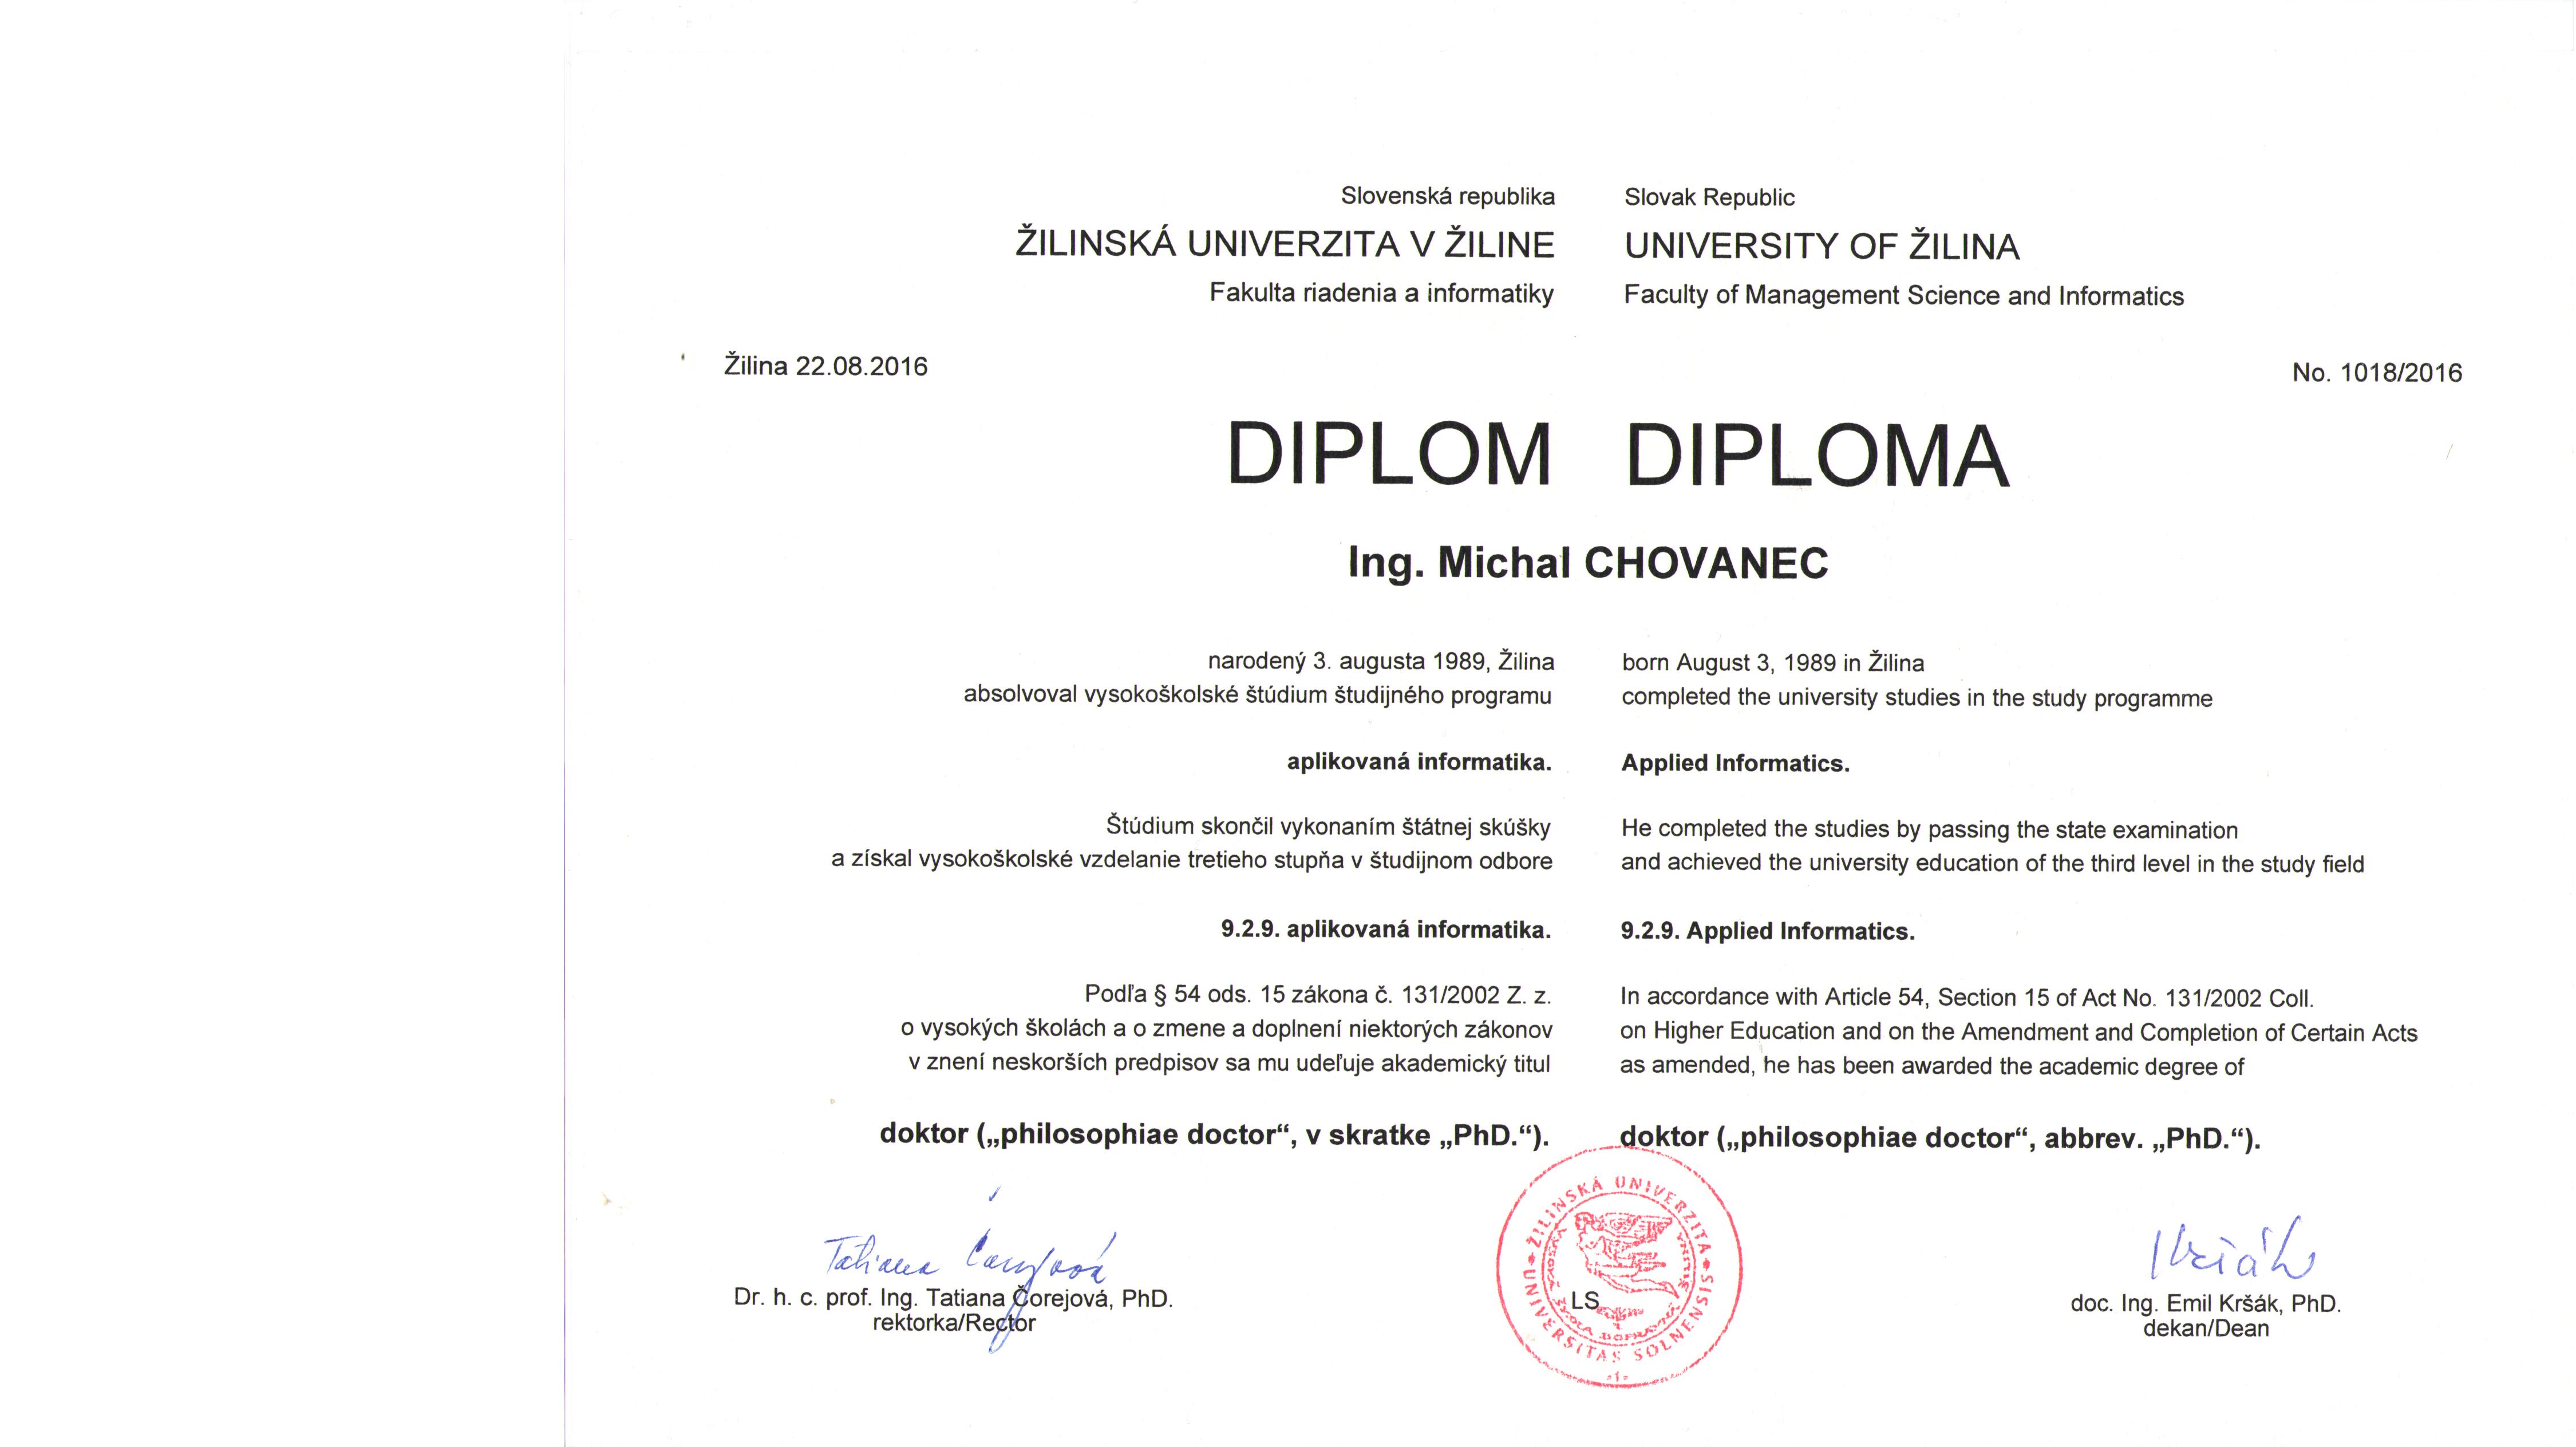 Slovenská republika
ŽILINSKÁ UNIVERZITA V ŽILINE
Fakulta riadenia a informatiky
Slovak Republic
UNIVERSITY OF ŽILINA
Faculty of Management Science and Informatics
Žilina 22.08.2016
No. 1018/2016
DIPLOM DIPLOMA
Ing. Michal CHOVANEC
narodený 3. augusta 1989, Žilina
absolvoval vysokoškolské štúdium študijného programu
aplikovaná informatika.
Štúdium skončil vykonaním štátnej skúšky
a získal vysokoškolské vzdelanie tretieho stupňa v študijnom odbore
9.2.9. aplikovaná informatika.
Podľa § 54 ods. 15 zákona č. 131/2002 Z. z.
o vysokých školách a o zmene a doplnení niektorých zákonov
v znení neskorších predpisov sa mu udeľuje akademický titul
doktor („philosophiae doctor“, v skratke „PhD.“).
born August 3, 1989 in Žilina
completed the university studies in the study programme
Applied Informatics.
He completed the studies by passing the state examination
and achieved the university education of the third level in the study field
9.2.9. Applied Informatics.
In accordance with Article 54, Section 15 of Act No. 131/2002 Coll.
on Higher Education and on the Amendment and Completion of Certain Acts
as amended, he has been awarded the academic degree of
doktor („philosophiae doctor“, abbrev. „PhD.“).
Tatiana Čorejová
Dr. h. c. prof. Ing. Tatiana Čorejová, PhD.
rektorka/Rector
ŽILINSKÁ UNIVERZITA
UNIVERSITAS SOLNENSIS
LS
-1-
Kršák
doc. Ing. Emil Kršák, PhD.
dekan/Dean